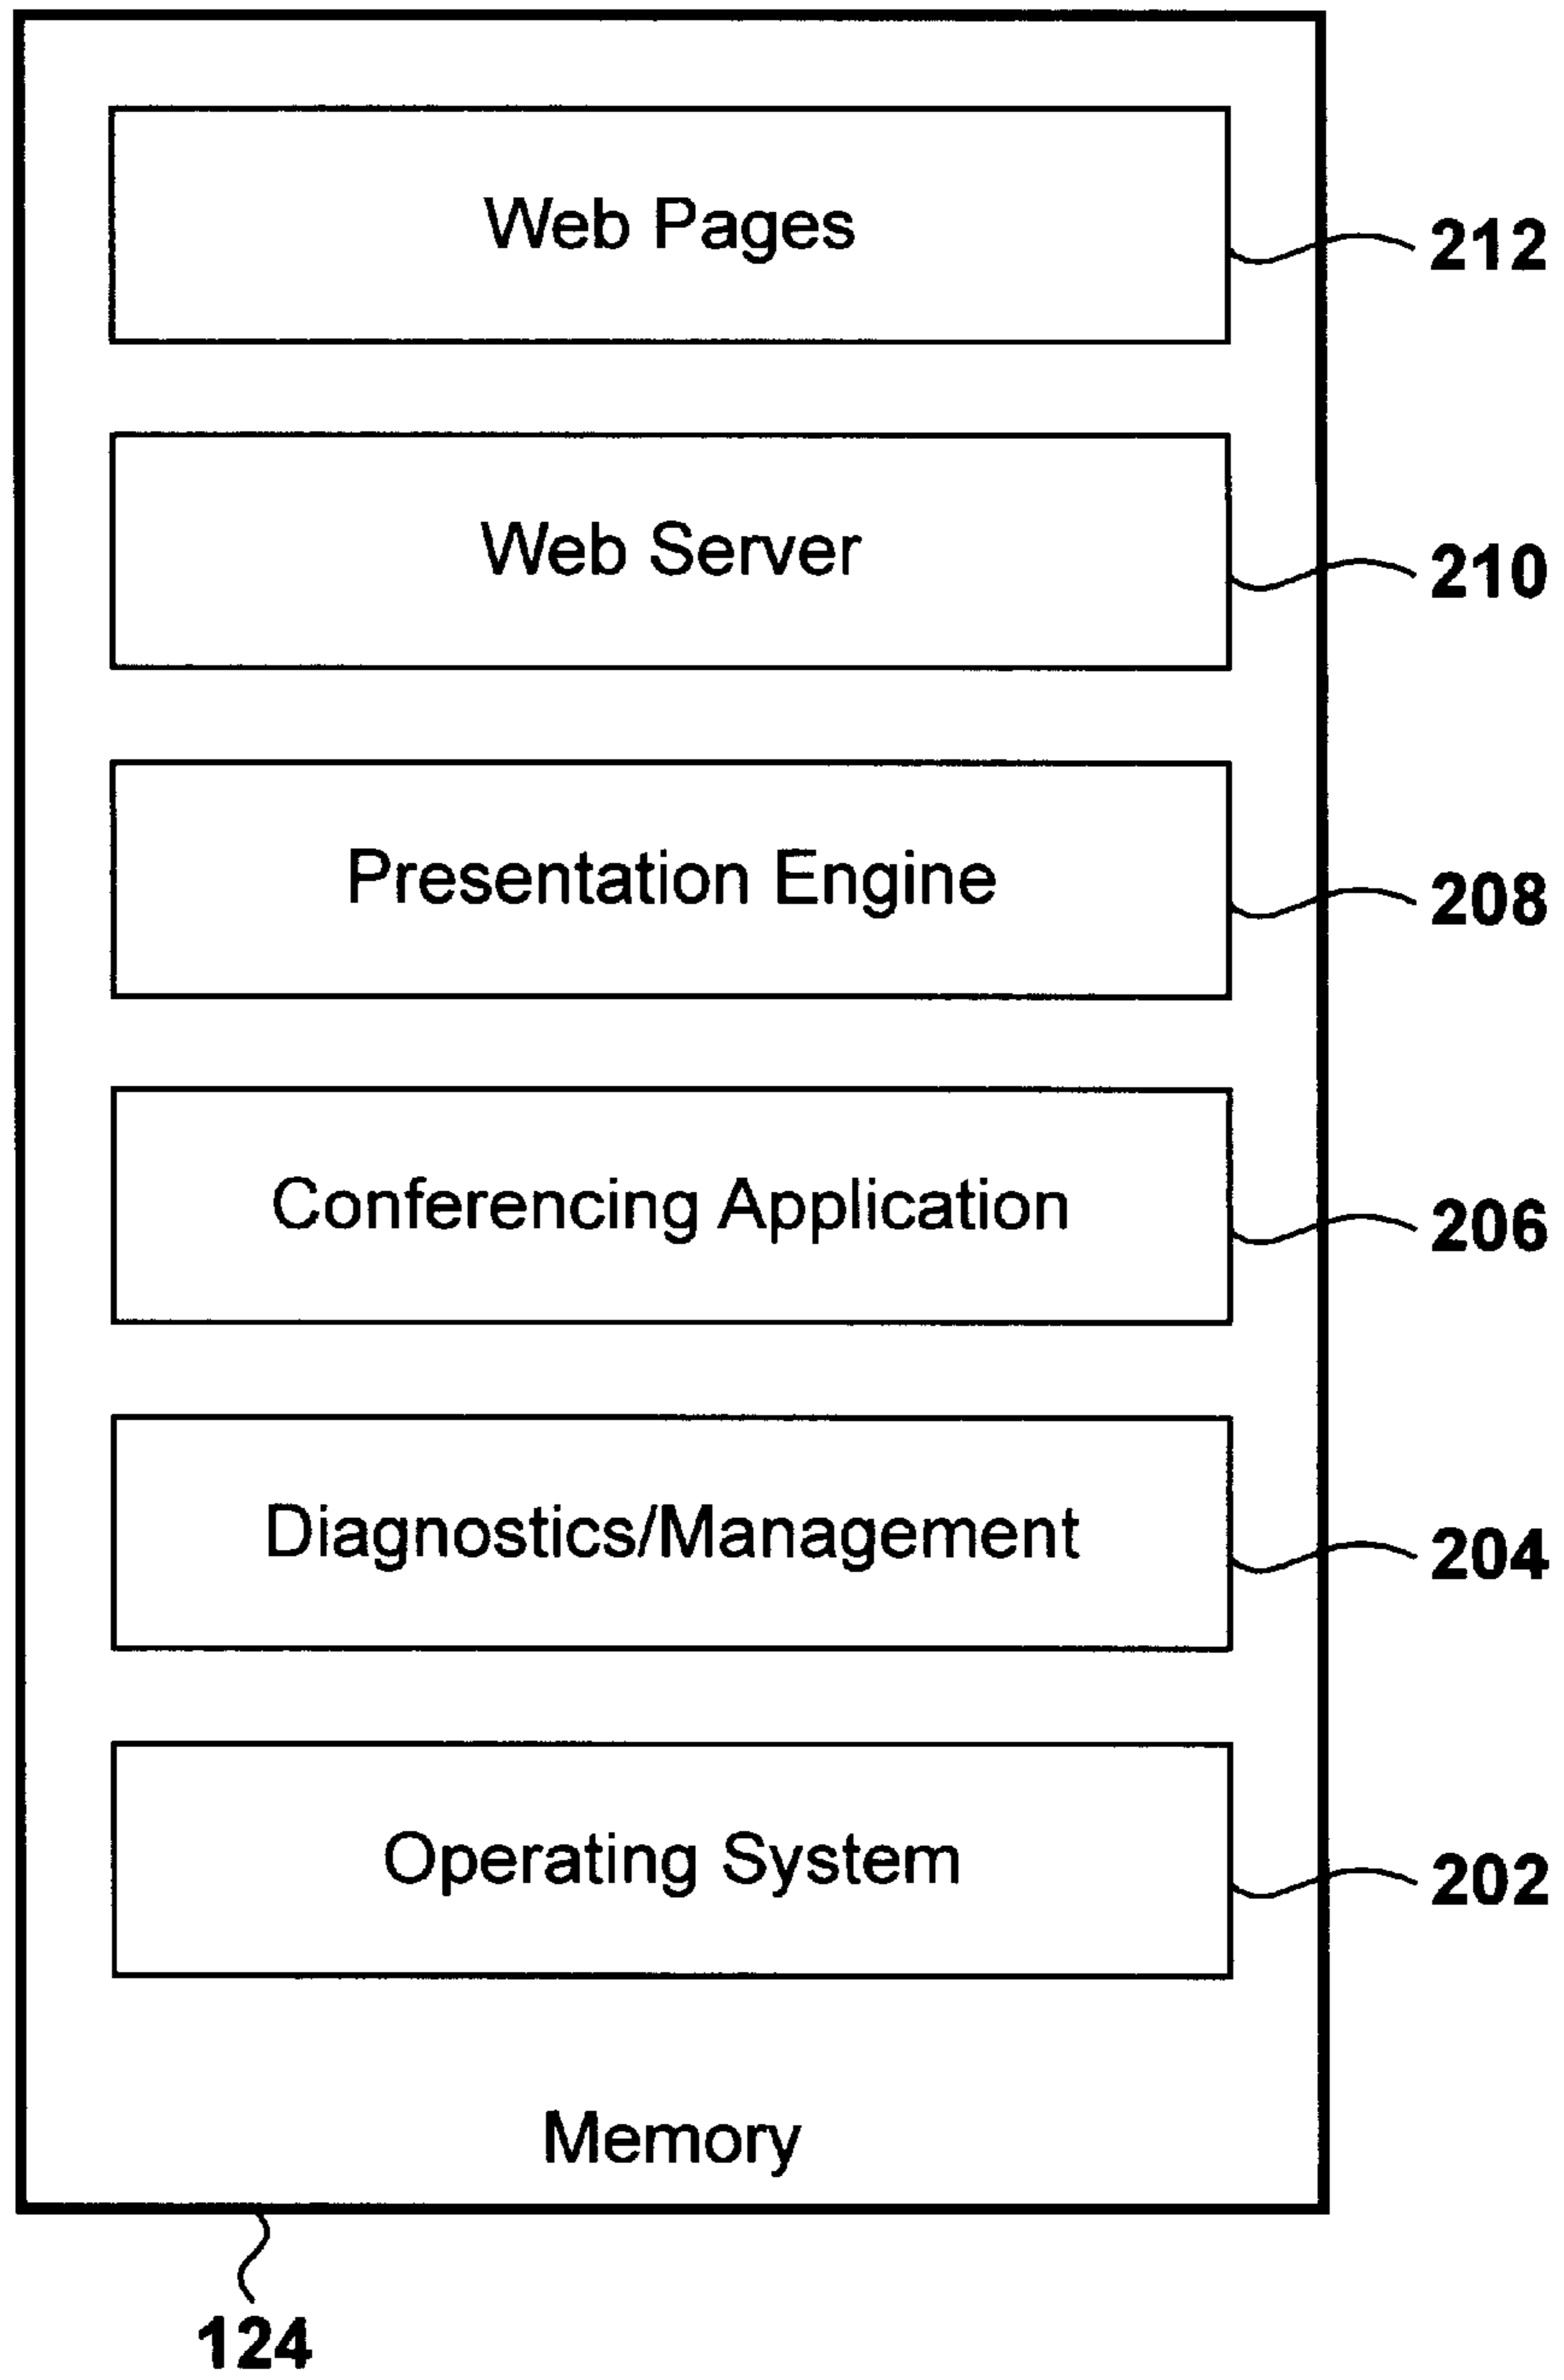 Web Pages
212
Web Server
210
Presentation Engine
208
Conferencing Application
206
Diagnostics/Management
204
Operating System
202
Memory
124